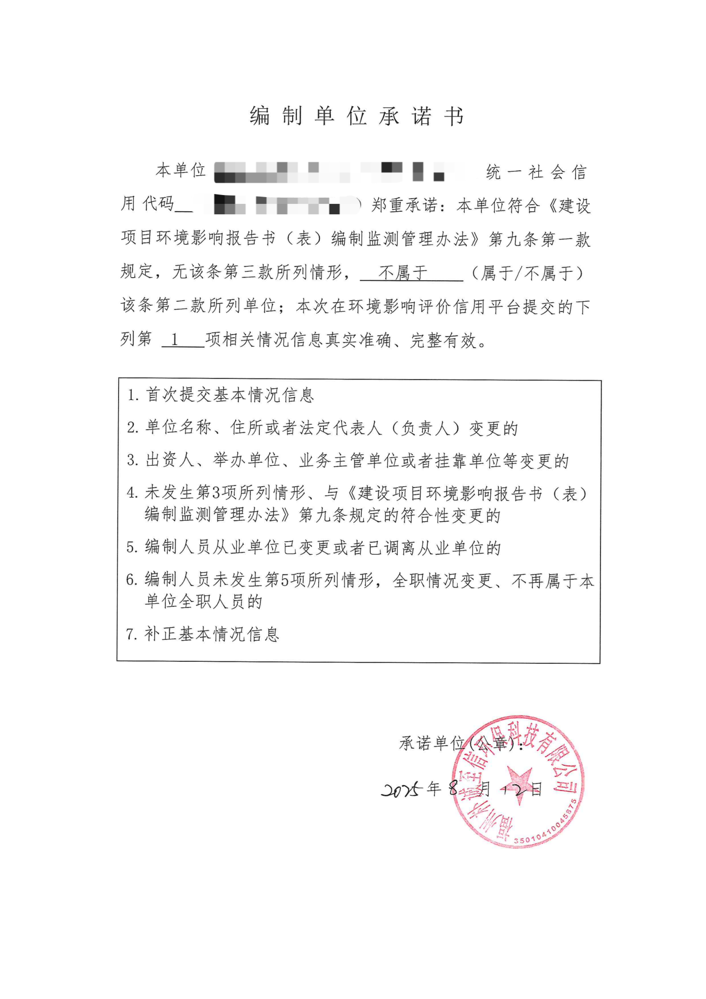 编制单位承诺书
本单位 统一社会信
用代码 ）郑重承诺：本单位符合《建设
项目环境影响报告书（表）编制监测管理办法》第九条第一款
规定，无该条第三款所列情形， 不属于 （属于/不属于）
该条第二款所列单位；本次在环境影响评价信用平台提交的下
列第 1 项相关情况信息真实准确、完整有效。
1. 首次提交基本情况信息
2. 单位名称、住所或者法定代表人（负责人）变更的
3. 出资人、举办单位、业务主管单位或者挂靠单位等变更的
4. 未发生第3项所列情形、与《建设项目环境影响报告书（表）
编制监测管理办法》第九条规定的符合性变更的
5. 编制人员从业单位已变更或者已调离从业单位的
6. 编制人员未发生第5项所列情形，全职情况变更、不再属于本
单位全职人员的
7. 补正基本情况信息
承诺单位(公章)：
2025年8月12日
福州朴诚至信环保科技有限公司
35010410045875